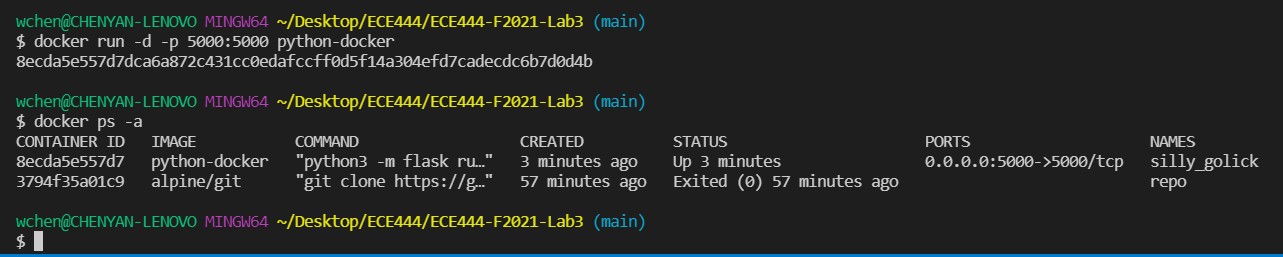 wchen@CHENYAN-LENOVO MINGW64 ~/Desktop/ECE444/ECE444-F2021-Lab3 (main)
$ docker run -d -p 5000:5000 python-docker
8ecda5e557d7dca6a872c431cc0edafccff0d5f14a304efd7cadecdc6b7d0d4b
wchen@CHENYAN-LENOVO MINGW64 ~/Desktop/ECE444/ECE444-F2021-Lab3 (main)
$ docker ps -a
CONTAINER ID   IMAGE           COMMAND                  CREATED          STATUS                      PORTS                    NAMES
8ecda5e557d7   python-docker   "python3 -m flask ru…"   3 minutes ago    Up 3 minutes                0.0.0.0:5000->5000/tcp   silly_golick
3794f35a01c9   alpine/git      "git clone https://g…"   57 minutes ago   Exited (0) 57 minutes ago                            repo
wchen@CHENYAN-LENOVO MINGW64 ~/Desktop/ECE444/ECE444-F2021-Lab3 (main)
$